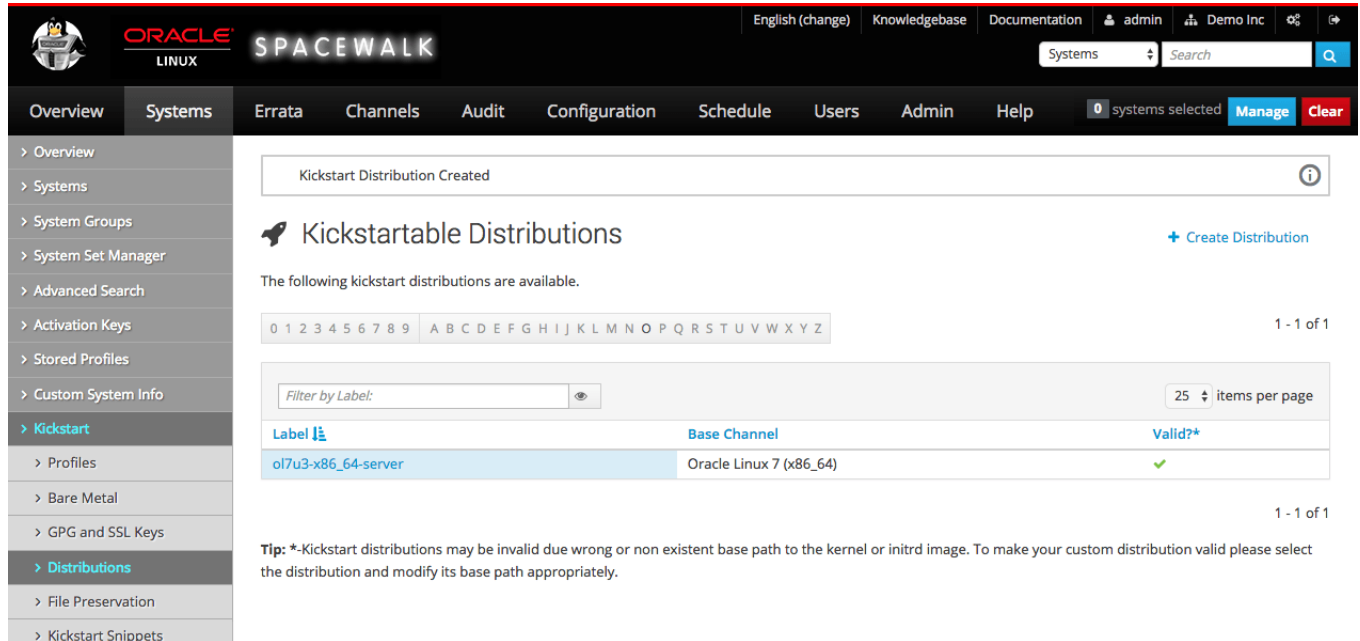 English (change) Knowledgebase Documentation admin Demo Inc
ORACLE
LINUX
SPACEWALK
Systems Search
Overview Systems Errata Channels Audit Configuration Schedule Users Admin Help 0 systems selected Manage Clear
> Overview
> Systems
> System Groups
> System Set Manager
> Advanced Search
> Activation Keys
> Stored Profiles
> Custom System Info
> Kickstart
> Profiles
> Bare Metal
> GPG and SSL Keys
> Distributions
> File Preservation
> Kickstart Snippets
Kickstart Distribution Created
Kickstartable Distributions
+ Create Distribution
The following kickstart distributions are available.
0 1 2 3 4 5 6 7 8 9 A B C D E F G H I J K L M N O P Q R S T U V W X Y Z
1 - 1 of 1
Filter by Label:
25 items per page
Label Base Channel Valid?*
ol7u3-x86_64-server Oracle Linux 7 (x86_64)
1 - 1 of 1
Tip: *-Kickstart distributions may be invalid due wrong or non existent base path to the kernel or initrd image. To make your custom distribution valid please select
the distribution and modify its base path appropriately.